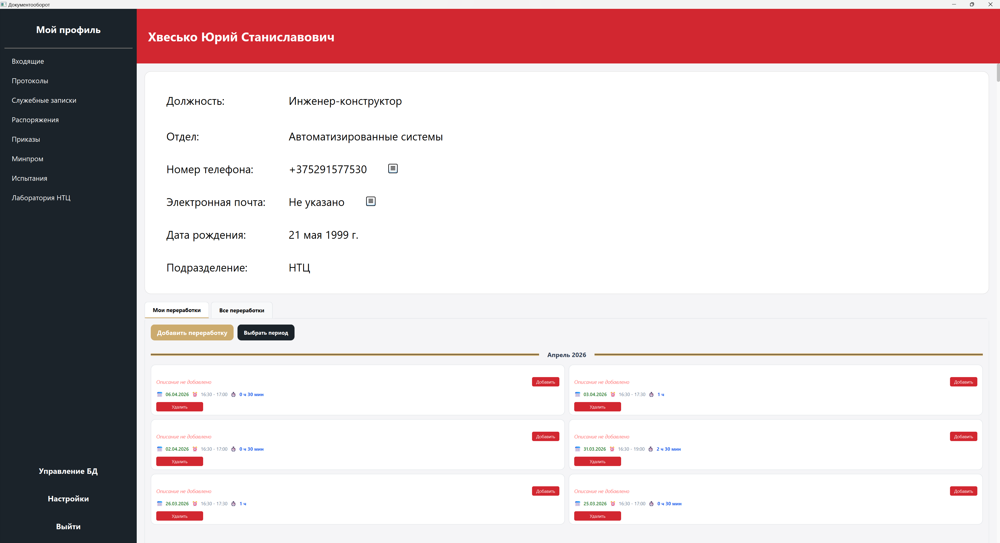 Документооборот
Мой профиль
Входящие
Протоколы
Служебные записки
Распоряжения
Приказы
Минпром
Испытания
Лаборатория НТЦ
Управление БД
Настройки
Выйти
Хвесько Юрий Станиславович
Должность: Инженер-конструктор
Отдел: Автоматизированные системы
Номер телефона: +375291577530
Электронная почта: Не указано
Дата рождения: 21 мая 1999 г.
Подразделение: НТЦ
Мои переработки Все переработки
Добавить переработку Выбрать период
Апрель 2026
Описание не добавлено Добавить
06.04.2026 16:30 - 17:00 0 ч 30 мин
Удалить
Описание не добавлено Добавить
03.04.2026 16:30 - 17:30 1 ч
Удалить
Описание не добавлено Добавить
02.04.2026 16:30 - 17:00 0 ч 30 мин
Удалить
Описание не добавлено Добавить
31.03.2026 16:30 - 19:00 2 ч 30 мин
Удалить
Описание не добавлено Добавить
26.03.2026 16:30 - 17:30 1 ч
Удалить
Описание не добавлено Добавить
25.03.2026 16:30 - 17:00 0 ч 30 мин
Удалить